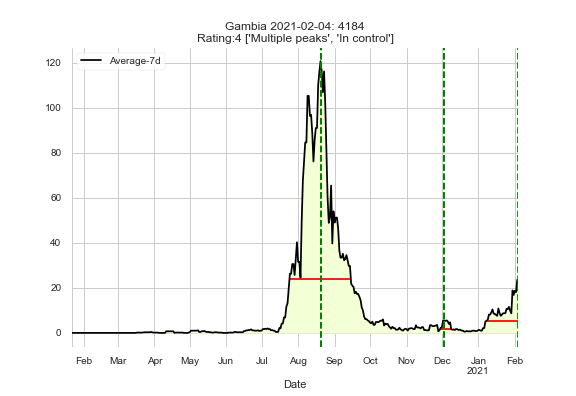 Gambia 2021-02-04: 4184
Rating:4 ['Multiple peaks', 'In control']
Average-7d
120
100
80
60
40
20
0
Feb Mar Apr May Jun Jul Aug Sep Oct Nov Dec Jan Feb
2021
Date